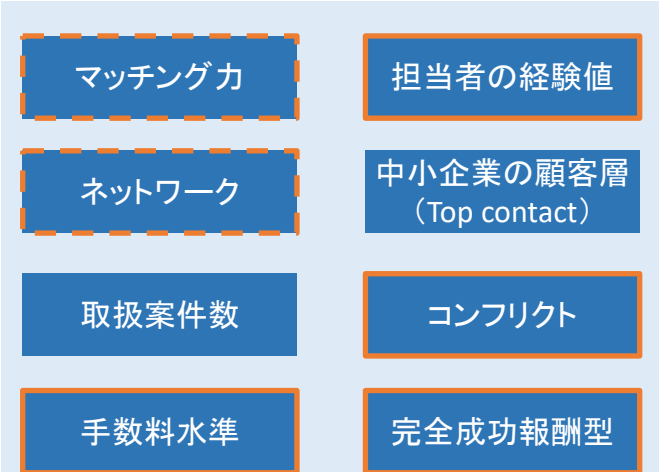 マッチング力
担当者の経験値
ネットワーク
中小企業の顧客層
（Top contact）
取扱案件数
コンフリクト
手数料水準
完全成功報酬型